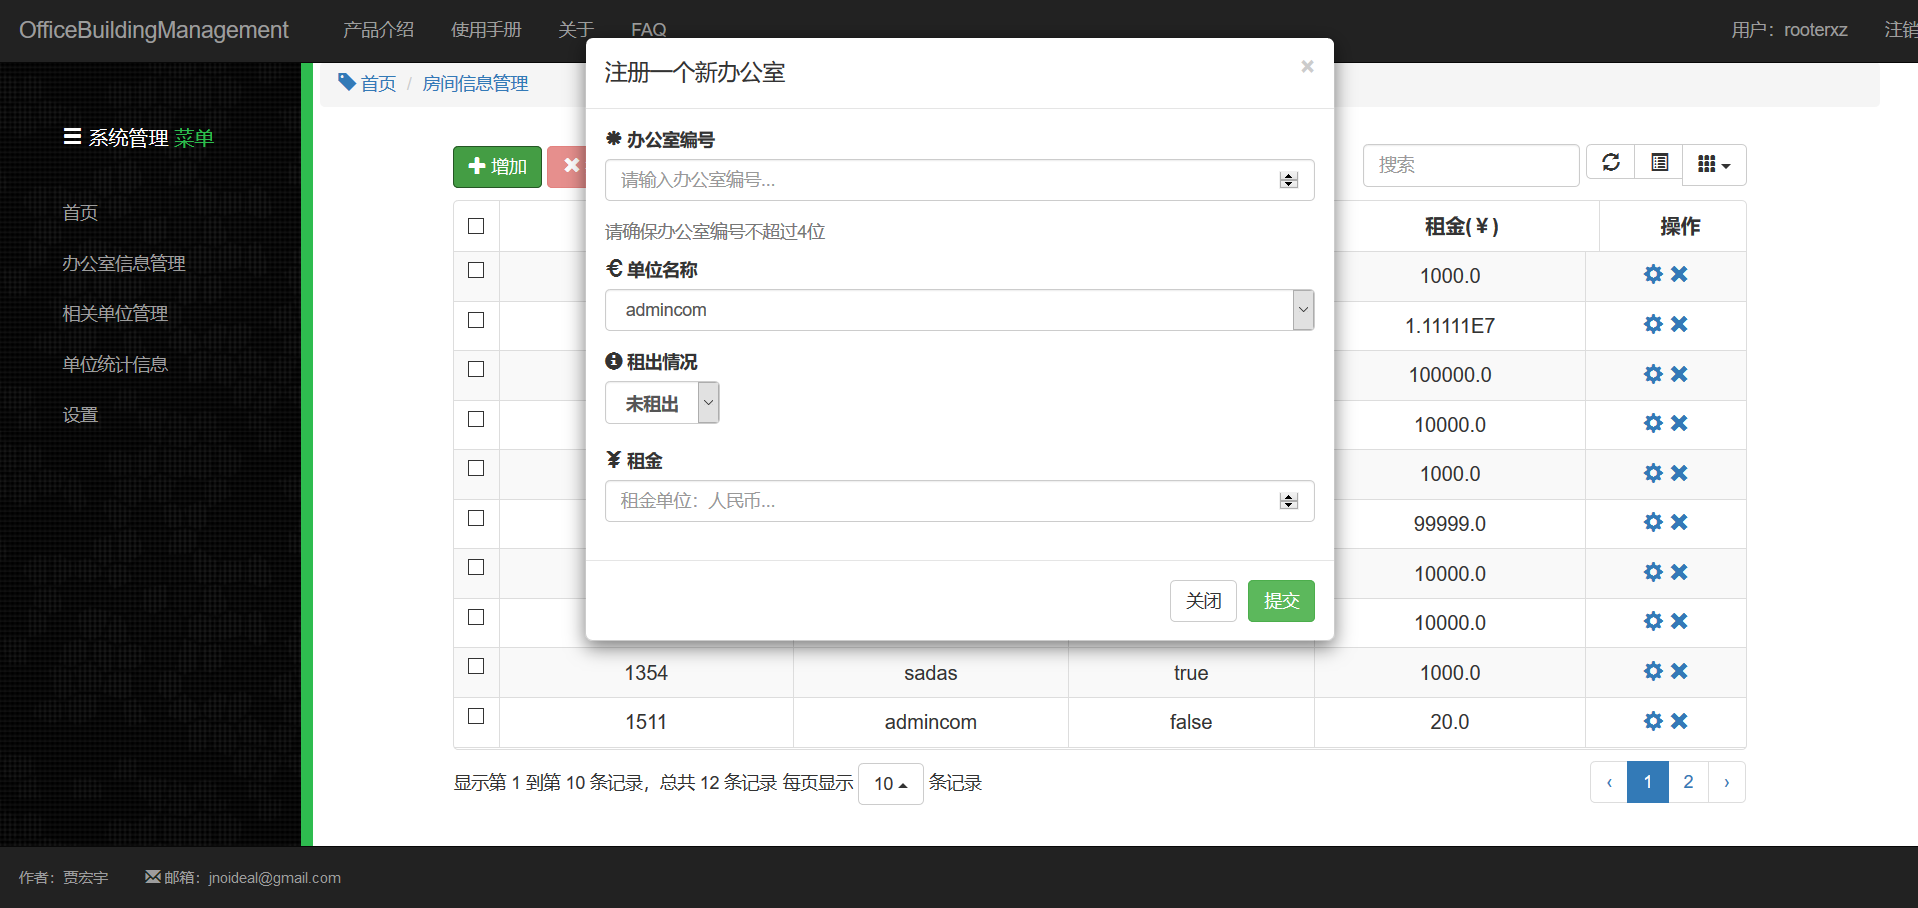 OfficeBuildingManagement 产品介绍 使用手册 关于 FAQ 用户：rooterxz 注销
首页 / 房间信息管理
系统管理 菜单
首页
办公室信息管理
相关单位管理
单位统计信息
设置
增加
搜索
注册一个新办公室 ×
办公室编号
请输入办公室编号...
请确保办公室编号不超过4位
单位名称
admincom
租出情况
未租出
租金
租金单位：人民币...
关闭 提交
租金(￥) 操作
1000.0
1.11111E7
100000.0
10000.0
1000.0
99999.0
10000.0
10000.0
1354 sadas true 1000.0
1511 admincom false 20.0
显示第 1 到第 10 条记录，总共 12 条记录 每页显示 10 条记录
‹ 1 2 ›
作者：贾宏宇 邮箱：jnoideal@gmail.com